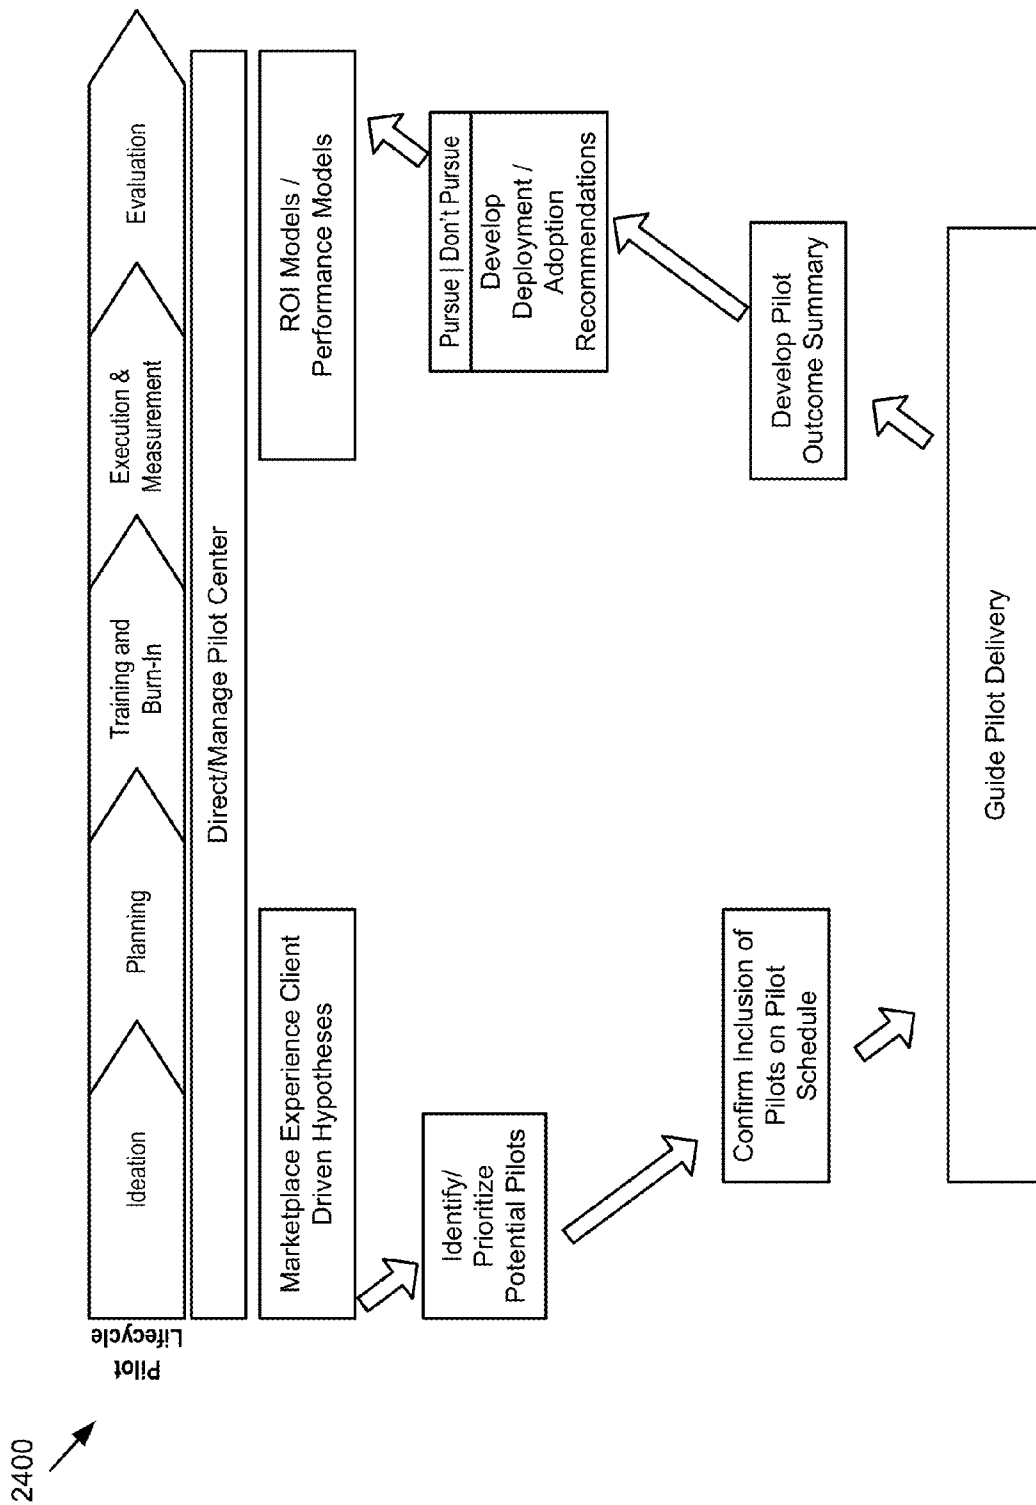 2400
Pilot
Lifecycle
Ideation
Planning
Training and
Burn-In
Execution &
Measurement
Evaluation
Direct/Manage Pilot Center
Marketplace Experience Client
Driven Hypotheses
ROI Models /
Performance Models
Identify/
Prioritize
Potential Pilots
Pursue | Don't Pursue
Develop
Deployment /
Adoption
Recommendations
Confirm Inclusion of
Pilots on Pilot
Schedule
Develop Pilot
Outcome Summary
Guide Pilot Delivery